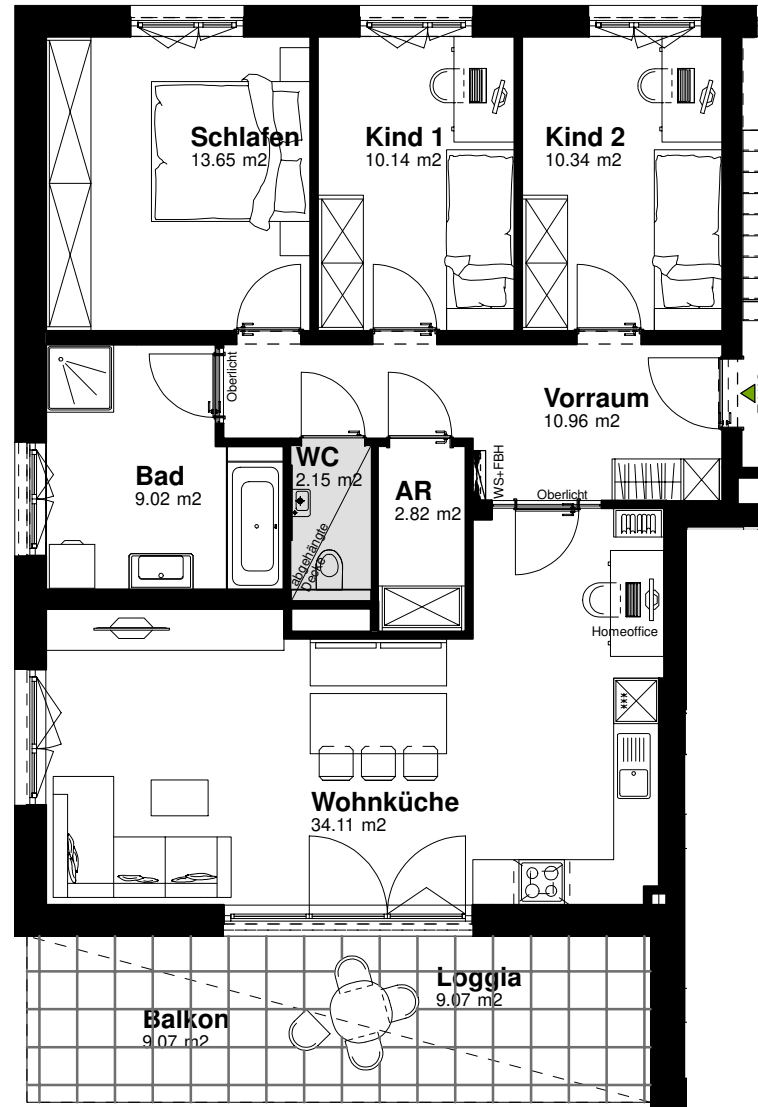 Schlafen
13.65 m2
Kind 1
10.14 m2
Kind 2
10.34 m2
Oberlicht
Vorraum
10.96 m2
Bad
9.02 m2
WC
2.15 m2
abgehängte
Decke
AR
2.82 m2
WS+FBH
Oberlicht
Homeoffice
Wohnküche
34.11 m2
Loggia
9.07 m2
Balkon
9.07 m2